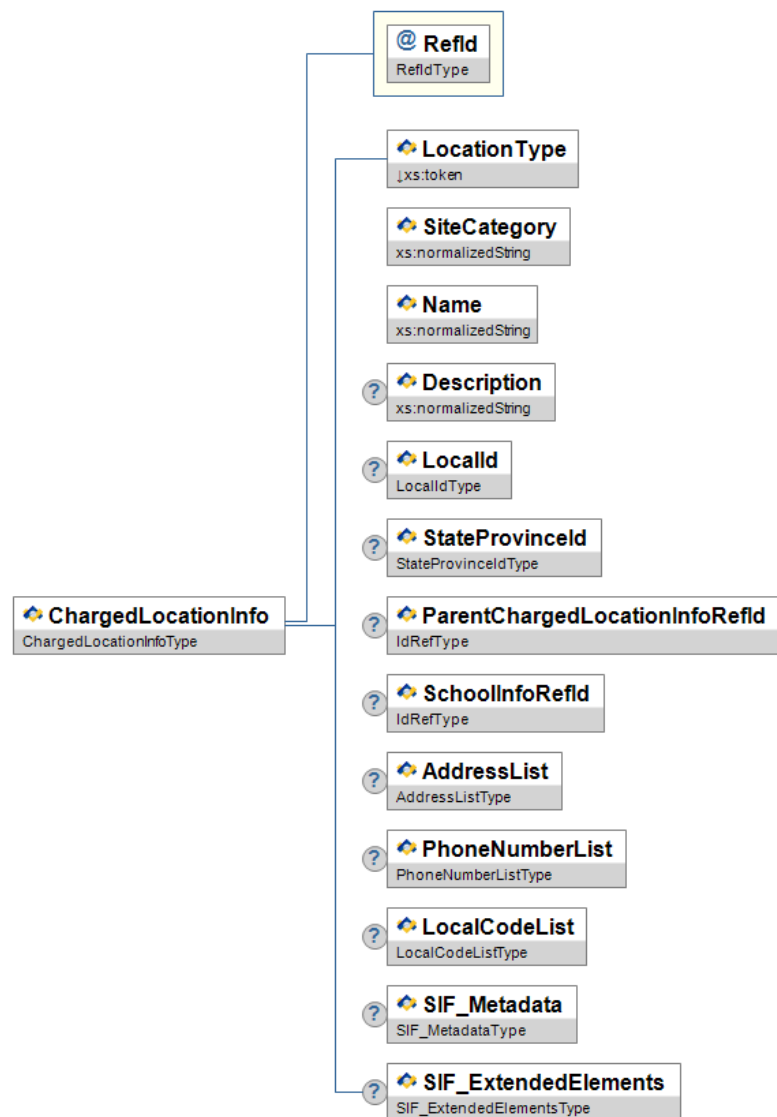 @ RefId
RefIdType
LocationType
↓xs:token
SiteCategory
xs:normalizedString
Name
xs:normalizedString
? Description
xs:normalizedString
? LocalId
LocalIdType
? StateProvinceId
StateProvinceIdType
ChargedLocationInfo
ChargedLocationInfoType
? ParentChargedLocationInfoRefId
IdRefType
? SchoolInfoRefId
IdRefType
? AddressList
AddressListType
? PhoneNumberList
PhoneNumberListType
? LocalCodeList
LocalCodeListType
? SIF_Metadata
SIF_MetadataType
? SIF_ExtendedElements
SIF_ExtendedElementsType